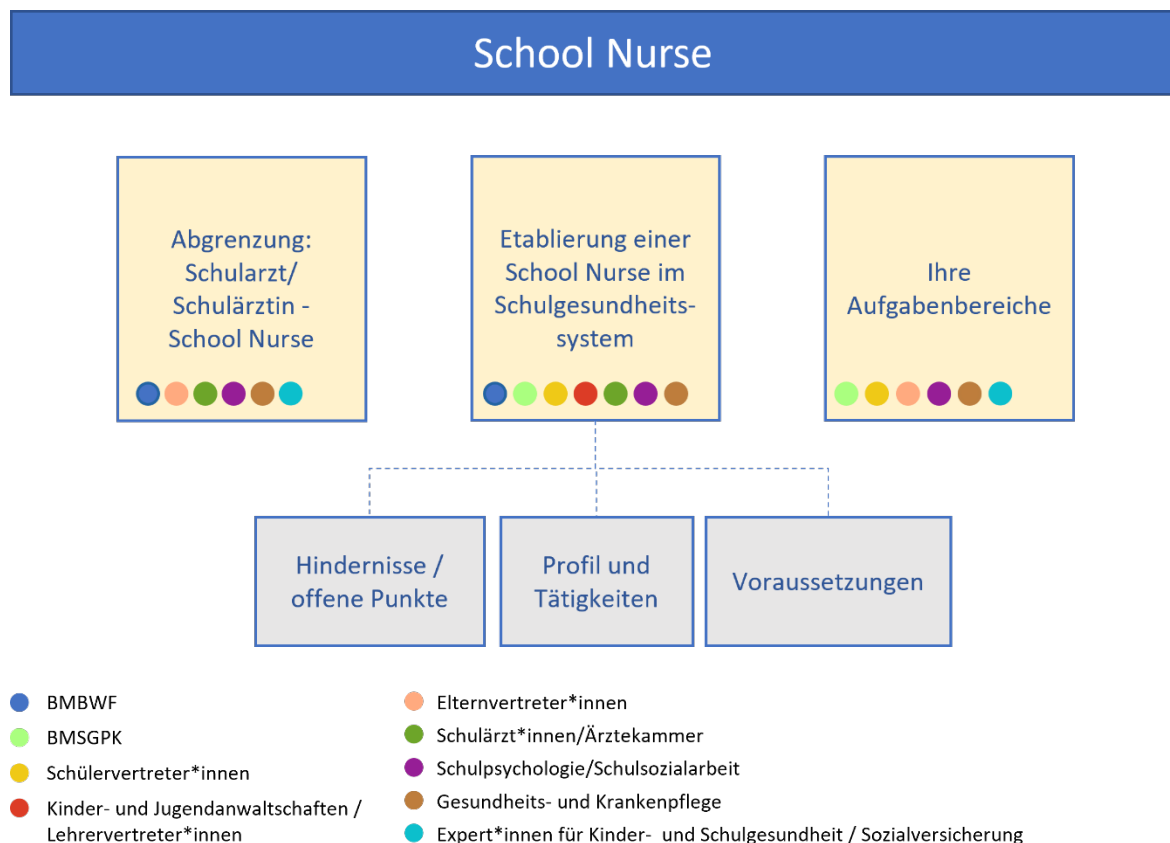 School Nurse
Abgrenzung:
Schularzt/
Schulärztin -
School Nurse
Etablierung einer
School Nurse im
Schulgesundheits-
system
Ihre
Aufgabenbereiche
Hindernisse /
offene Punkte
Profil und
Tätigkeiten
Voraussetzungen
BMBWF
BMSGPK
Schülervertreter*innen
Kinder- und Jugendanwaltschaften /
Lehrervertreter*innen
Elternvertreter*innen
Schulärzt*innen/Ärztekammer
Schulpsychologie/Schulsozialarbeit
Gesundheits- und Krankenpflege
Expert*innen für Kinder- und Schulgesundheit / Sozialversicherung